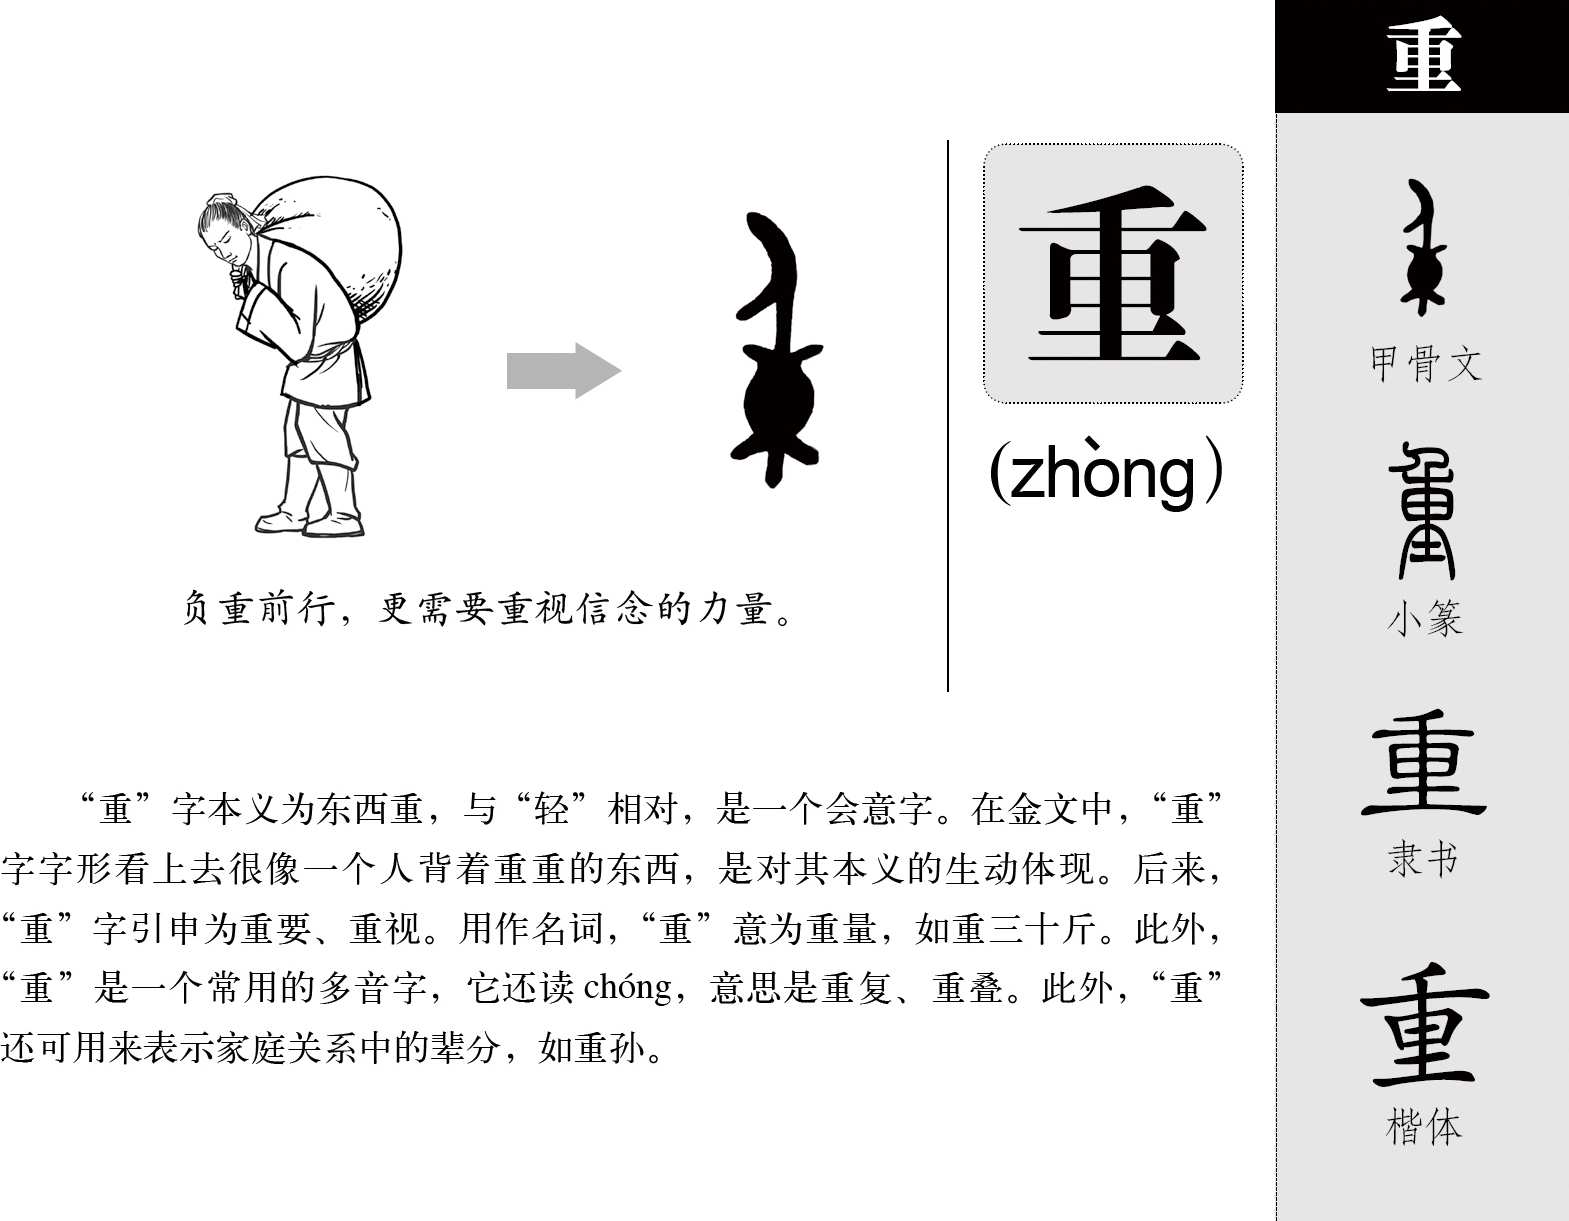 重
重
(zhòng)
负重前行，更需要重视信念的力量。
“重”字本义为东西重，与“轻”相对，是一个会意字。在金文中，“重”
字字形看上去很像一个人背着重重的东西，是对其本义的生动体现。后来，
“重”字引申为重要、重视。用作名词，“重”意为重量，如重三十斤。此外，
“重”是一个常用的多音字，它还读 chóng，意思是重复、重叠。此外，“重”
还可用来表示家庭关系中的辈分，如重孙。
甲骨文
重
小篆
重
隶书
重
楷体